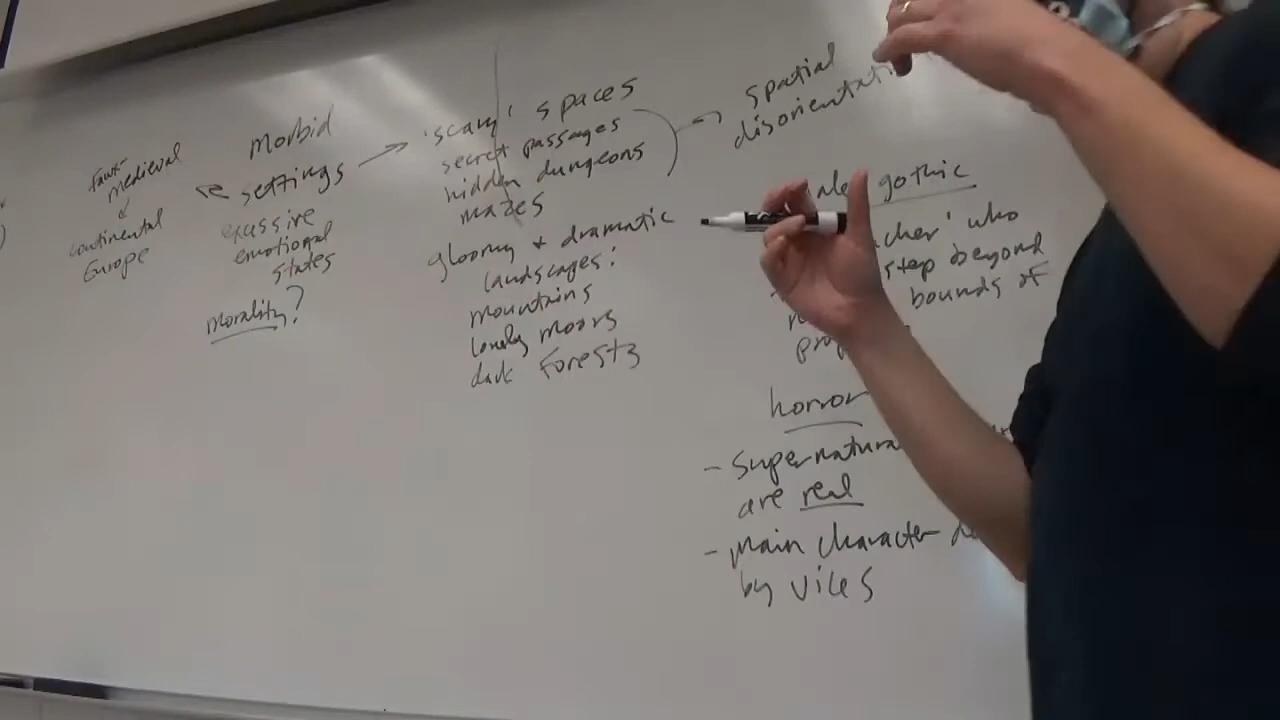 faux-
medieval
&
continental
Europe
morbid
settings
excessive
emotional
states
morality?
'scary' spaces
secret passages
hidden dungeons
mazes
gloomy & dramatic
landscapes:
mountains
lonely moors
dark forests
spatial
gothic
who
step beyond
bounds of
horror
are real
- main character
by vices